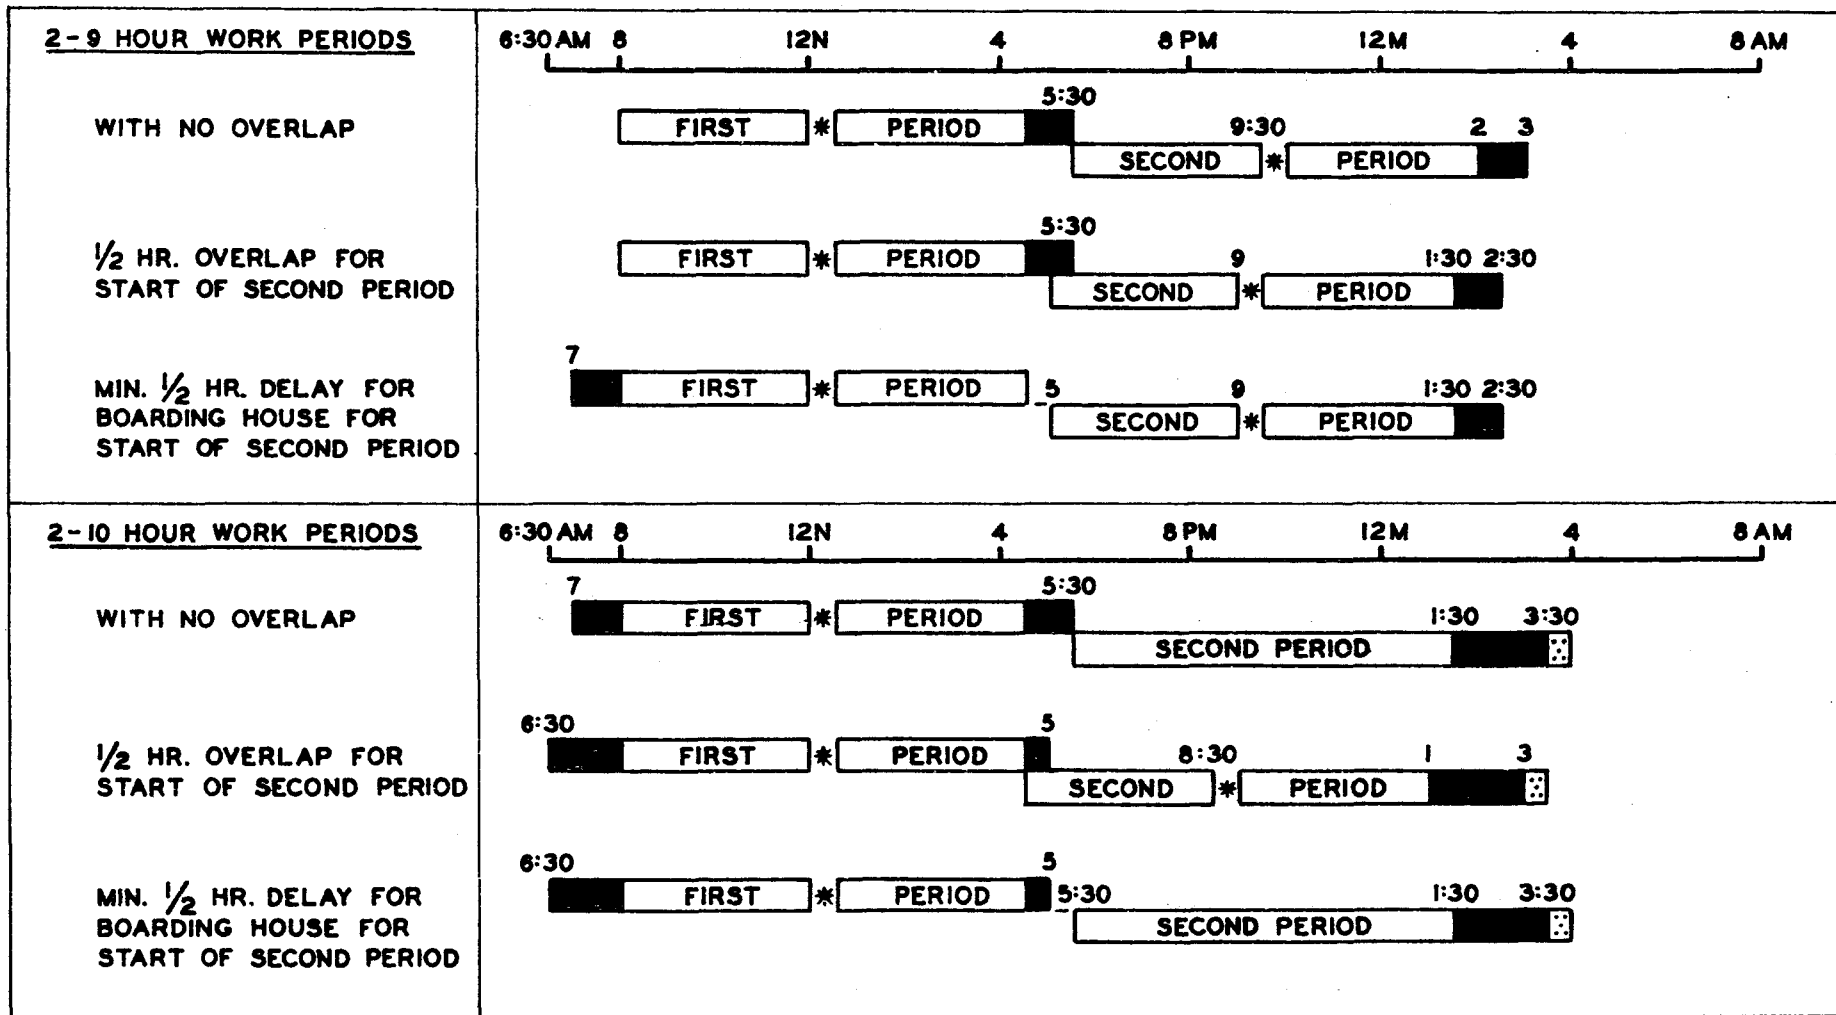 2-9 HOUR WORK PERIODS
6:30 AM 8 12N 4 8 PM 12M 4 8 AM
WITH NO OVERLAP
5:30
FIRST * PERIOD
9:30 2 3
SECOND * PERIOD
1/2 HR. OVERLAP FOR
START OF SECOND PERIOD
5:30
FIRST * PERIOD
9 1:30 2:30
SECOND * PERIOD
MIN. 1/2 HR. DELAY FOR
BOARDING HOUSE FOR
START OF SECOND PERIOD
7
FIRST * PERIOD
5 9 1:30 2:30
SECOND * PERIOD
2-10 HOUR WORK PERIODS
6:30 AM 8 12N 4 8 PM 12M 4 8 AM
WITH NO OVERLAP
7 5:30
FIRST * PERIOD
1:30 3:30
SECOND PERIOD
1/2 HR. OVERLAP FOR
START OF SECOND PERIOD
6:30 5
FIRST * PERIOD
8:30 1 3
SECOND * PERIOD
MIN. 1/2 HR. DELAY FOR
BOARDING HOUSE FOR
START OF SECOND PERIOD
6:30 5
FIRST * PERIOD
5:30 1:30 3:30
SECOND PERIOD